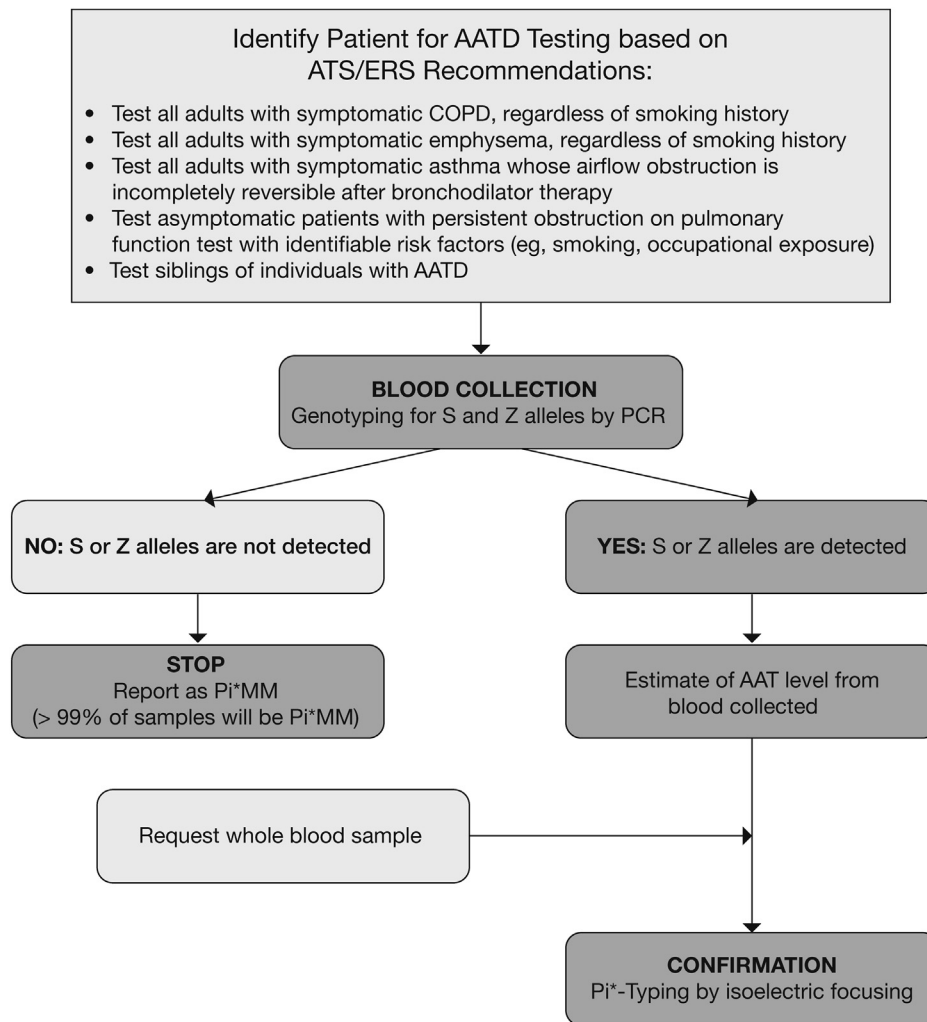 Identify Patient for AATD Testing based on
ATS/ERS Recommendations:
• Test all adults with symptomatic COPD, regardless of smoking history
• Test all adults with symptomatic emphysema, regardless of smoking history
• Test all adults with symptomatic asthma whose airflow obstruction is
incompletely reversible after bronchodilator therapy
• Test asymptomatic patients with persistent obstruction on pulmonary
function test with identifiable risk factors (eg, smoking, occupational exposure)
• Test siblings of individuals with AATD
BLOOD COLLECTION
Genotyping for S and Z alleles by PCR
NO: S or Z alleles are not detected
YES: S or Z alleles are detected
STOP
Report as Pi*MM
(> 99% of samples will be Pi*MM)
Estimate of AAT level from
blood collected
Request whole blood sample
CONFIRMATION
Pi*-Typing by isoelectric focusing